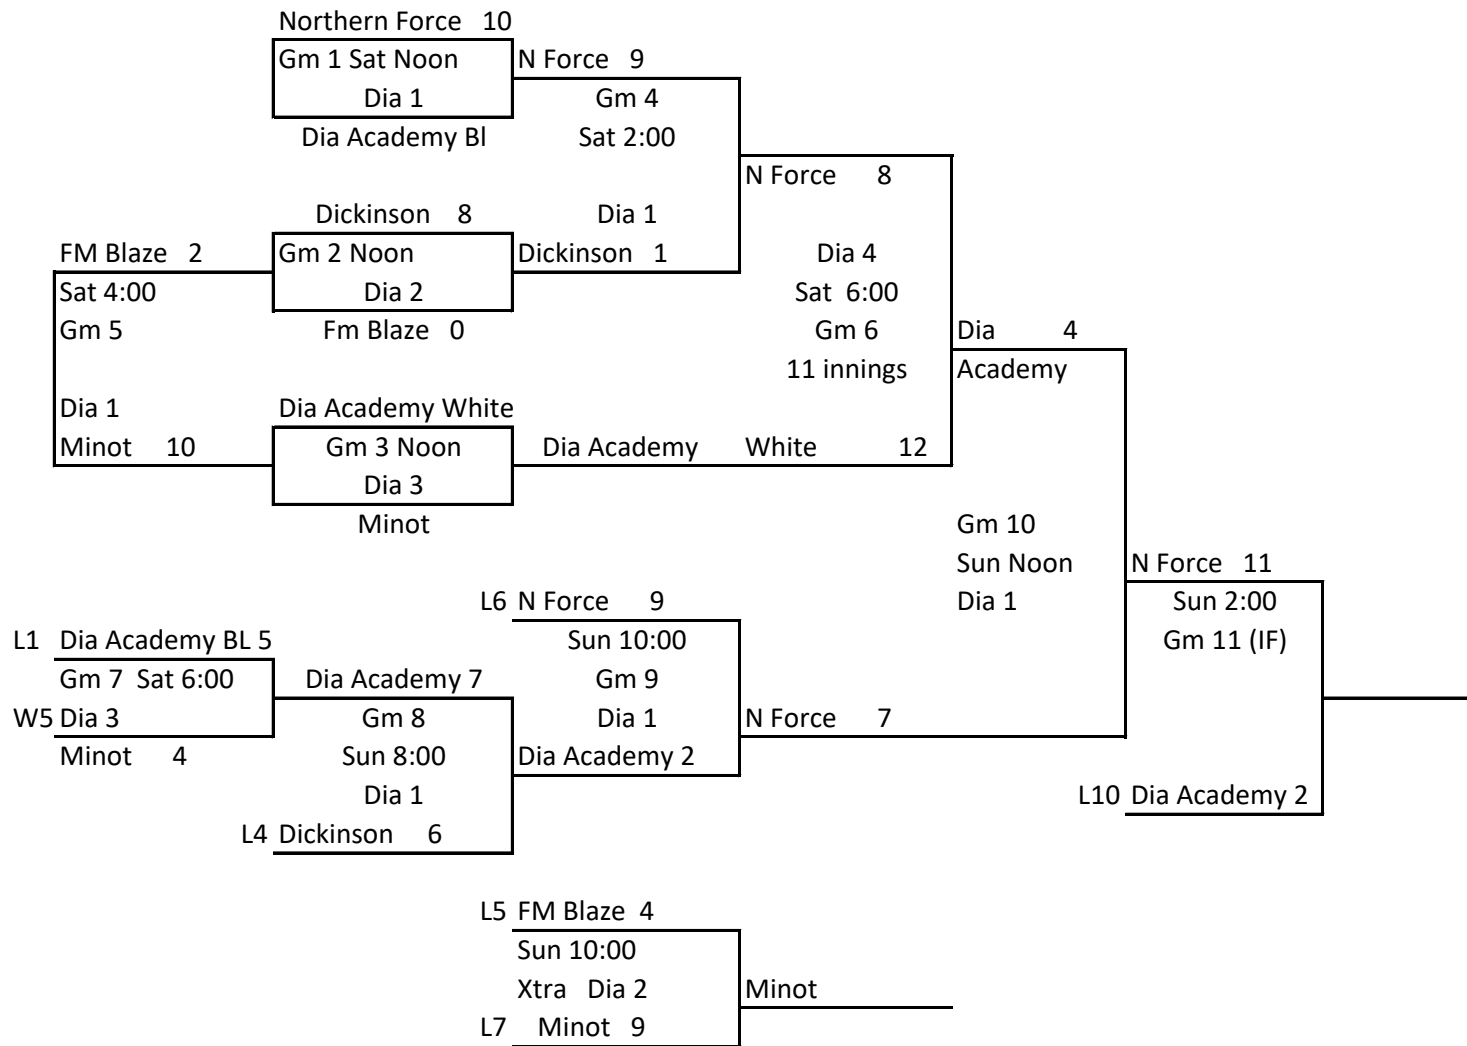 Northern Force 10
Gm 1 Sat Noon
N Force 9
Dia 1
Gm 4
Dia Academy Bl
Sat 2:00
N Force 8
Dickinson 8
Dia 1
FM Blaze 2
Gm 2 Noon
Dickinson 1
Dia 4
Sat 4:00
Dia 2
Sat 6:00
Gm 5
Fm Blaze 0
Gm 6
Dia 4
11 innings
Academy
Dia 1
Dia Academy White
Minot 10
Gm 3 Noon
Dia Academy White 12
Dia 3
Minot
Gm 10
Sun Noon
N Force 11
L6 N Force 9
Dia 1
Sun 2:00
L1 Dia Academy BL 5
Sun 10:00
Gm 11 (IF)
Gm 7 Sat 6:00
Dia Academy 7
Gm 9
W5 Dia 3
Gm 8
Dia 1
N Force 7
Minot 4
Sun 8:00
Dia Academy 2
Dia 1
L10 Dia Academy 2
L4 Dickinson 6
L5 FM Blaze 4
Sun 10:00
Xtra Dia 2
Minot
L7 Minot 9